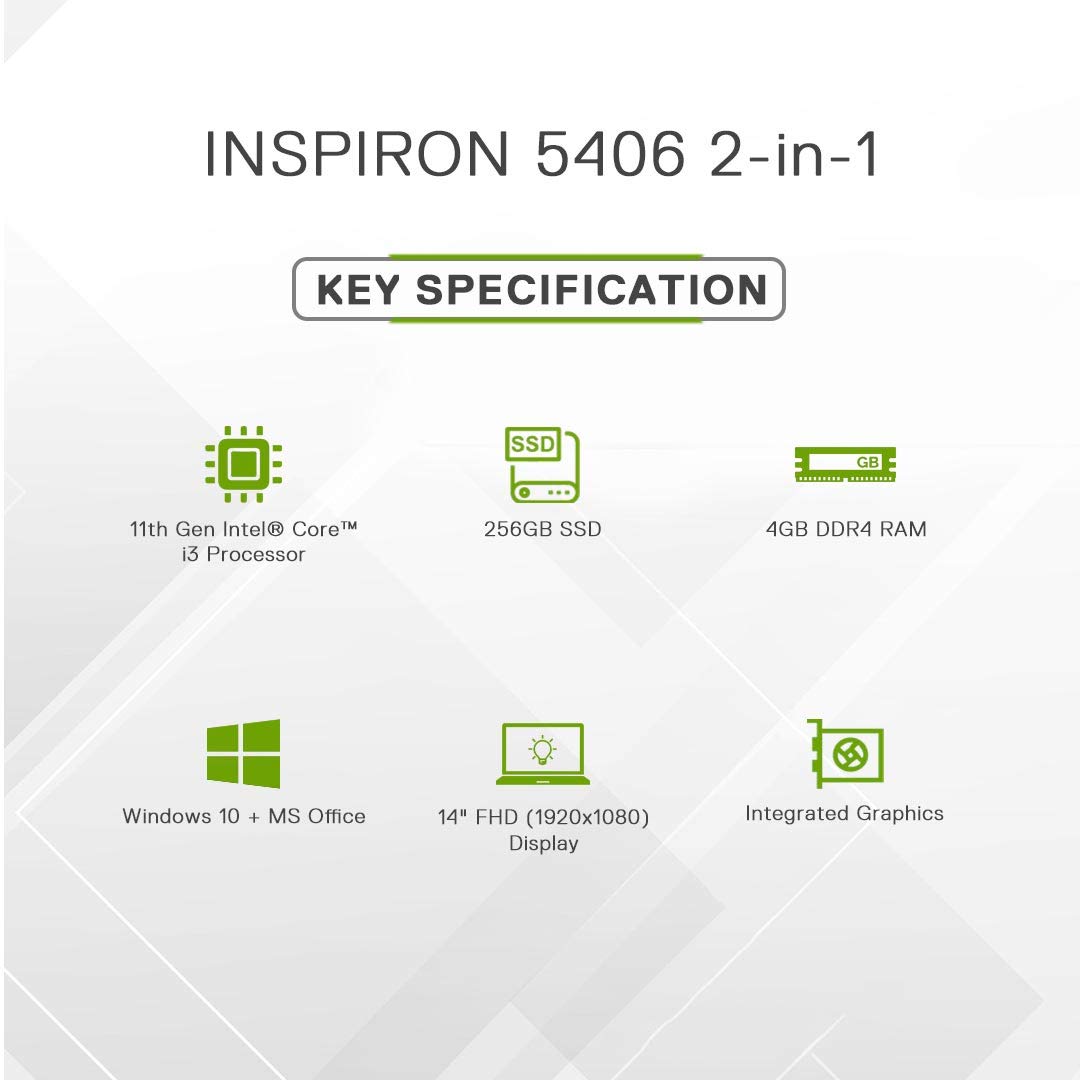 INSPIRON 5406 2-in-1
KEY SPECIFICATION
SSD
GB
11th Gen Intel® Core™
i3 Processor
256GB SSD
4GB DDR4 RAM
Windows 10 + MS Office
14" FHD (1920x1080)
Display
Integrated Graphics